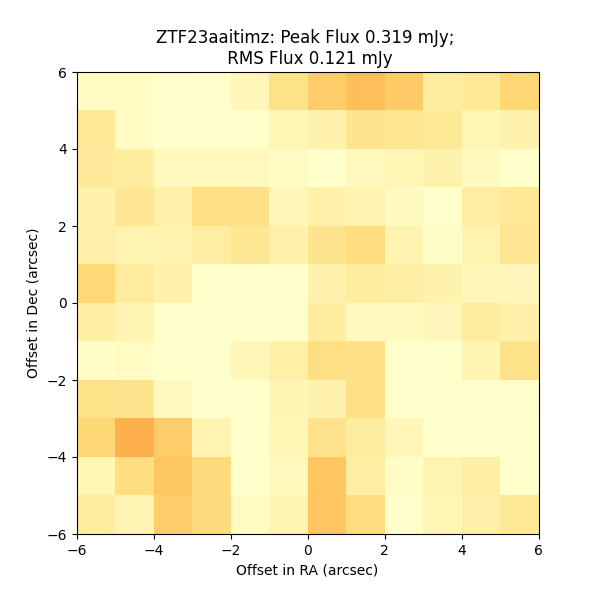 ZTF23aaitimz: Peak Flux 0.319 mJy;
RMS Flux 0.121 mJy
6
4
2
0
−2
−4
−6
Offset in Dec (arcsec)
−6 −4 −2 0 2 4 6
Offset in RA (arcsec)